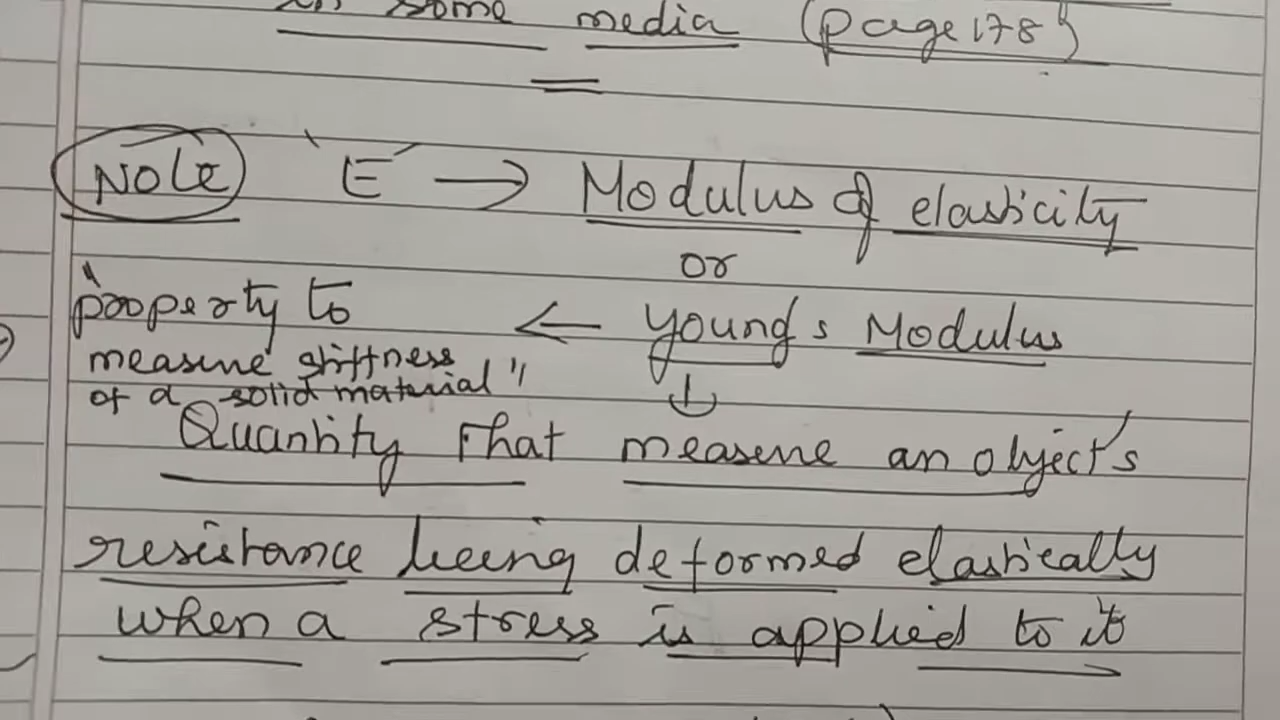 in some media (page 178)
Note 'E' → Modulus of elasticity
or
property to ← Young's Modulus
measure stiffness
of a solid material"
Quantity That measure an object's
resistance being deformed elastically
when a stress is applied to it